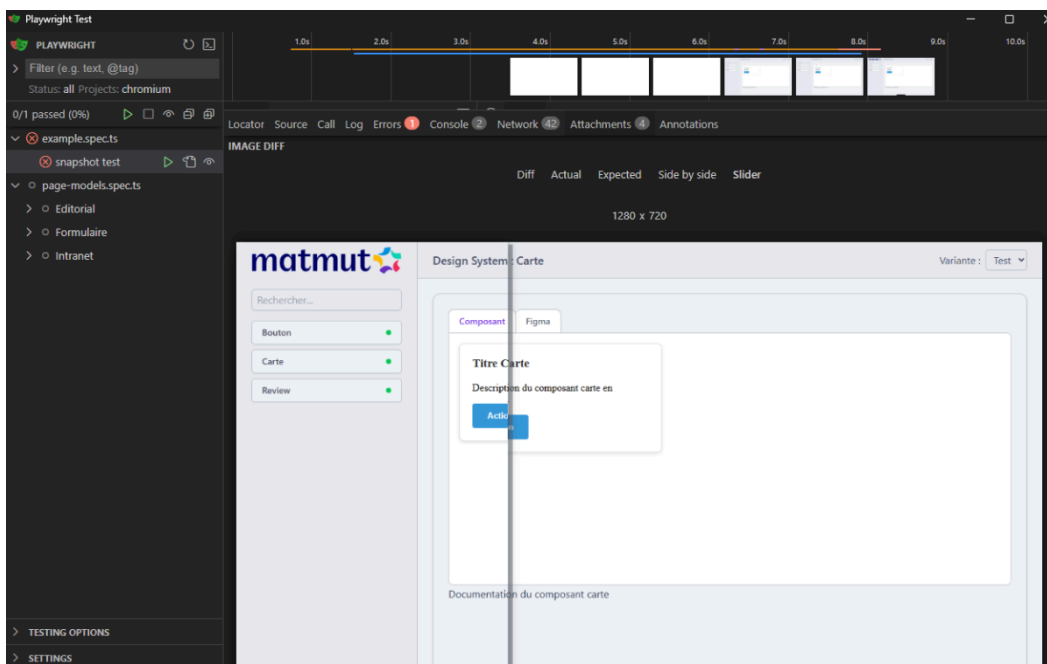 Playwright Test
PLAYWRIGHT
Filter (e.g. text, @tag)
Status: all Projects: chromium
0/1 passed (0%)
example.spec.ts
snapshot test
page-models.spec.ts
Editorial
Formulaire
Intranet
TESTING OPTIONS
SETTINGS
1.0s 2.0s 3.0s 4.0s 5.0s 6.0s 7.0s 8.0s 9.0s 10.0s
Locator Source Call Log Errors 1 Console 2 Network 42 Attachments 4 Annotations
IMAGE DIFF
Diff Actual Expected Side by side Slider
1280 x 720
matmut
Rechercher...
Bouton
Carte
Review
Design System : Carte
Variante : Test
Composant Figma
Titre Carte
Description du composant carte en
Actio
Documentation du composant carte